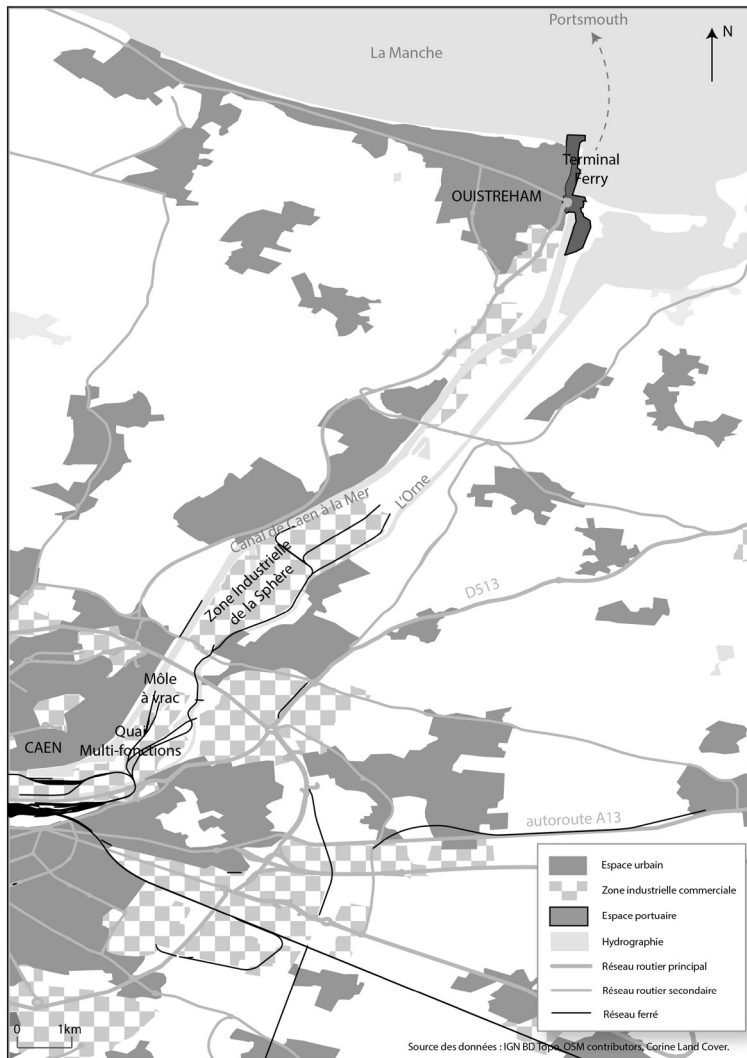 Portsmouth
N
La Manche
Terminal
Ferry
OUISTREHAM
Canal de Caen à la Mer
L'Orne
Zone Industrielle
de la Sphère
D513
Môle
à vrac
Quai
Multi-fonctions
CAEN
autoroute A13
Espace urbain
Zone industrielle commerciale
Espace portuaire
Hydrographie
Réseau routier principal
Réseau routier secondaire
Réseau ferré
0 1km
Source des données : IGN BD Topo, OSM contributors, Corine Land Cover.